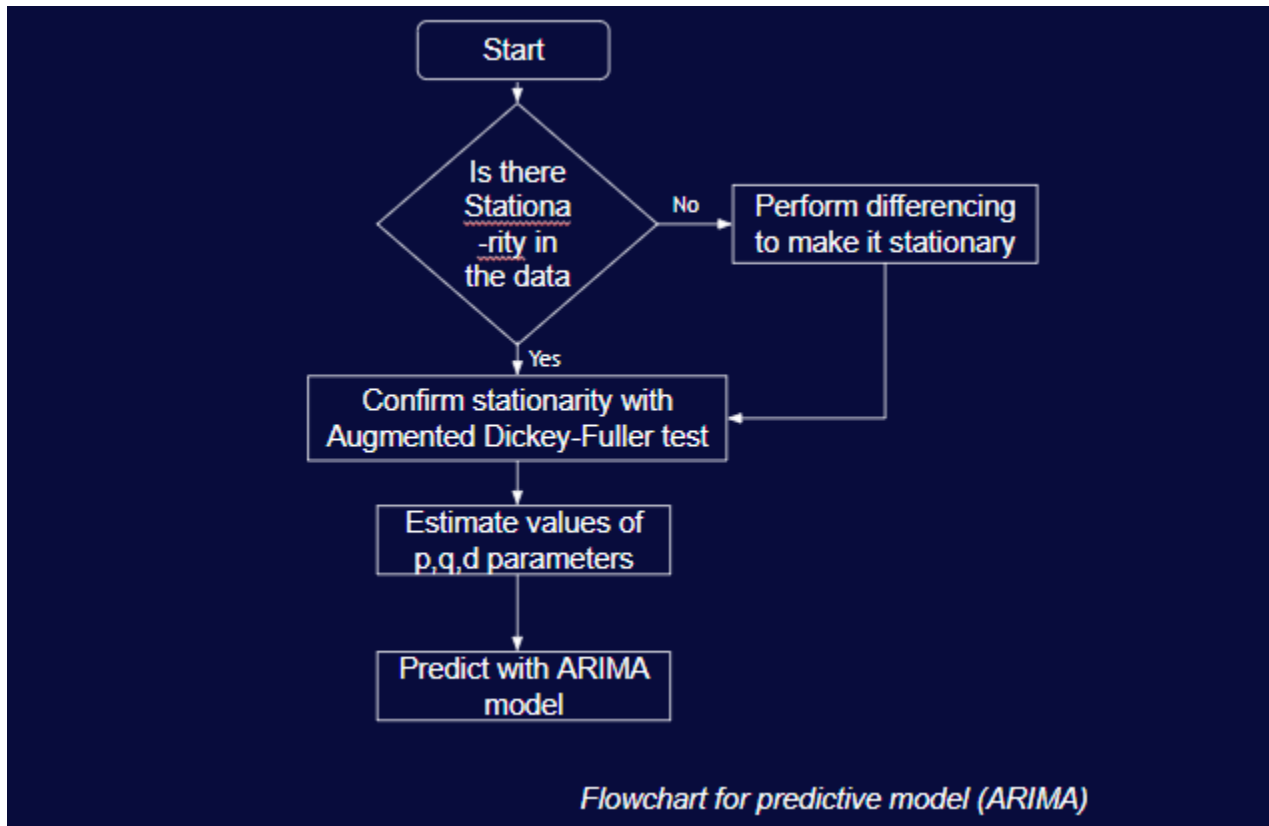 Start
Is there
Stationa
-rity in
the data
No
Perform differencing
to make it stationary
Yes
Confirm stationarity with
Augmented Dickey-Fuller test
Estimate values of
p,q,d parameters
Predict with ARIMA
model
Flowchart for predictive model (ARIMA)